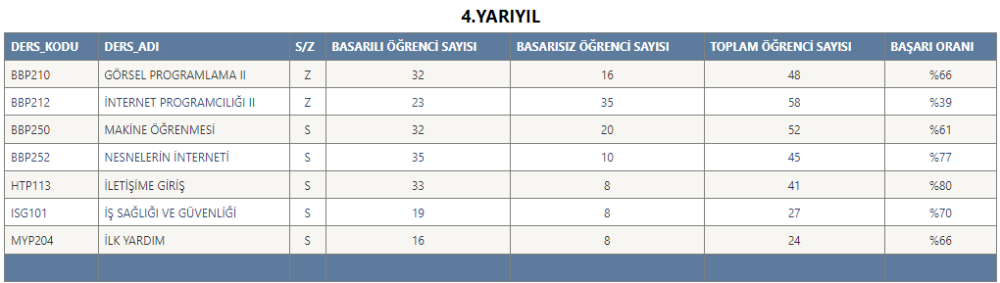 4.YARIYIL
DERS_KODU DERS_ADI S/Z BASARILI ÖĞRENCİ SAYISI BASARISIZ ÖĞRENCİ SAYISI TOPLAM ÖĞRENCİ SAYISI BAŞARI ORANI
BBP210 GÖRSEL PROGRAMLAMA II Z 32 16 48 %66
BBP212 İNTERNET PROGRAMCILIĞI II Z 23 35 58 %39
BBP250 MAKİNE ÖĞRENMESİ S 32 20 52 %61
BBP252 NESNELERİN İNTERNETİ S 35 10 45 %77
HTP113 İLETİŞİME GİRİŞ S 33 8 41 %80
ISG101 İŞ SAĞLIĞI VE GÜVENLİĞİ S 19 8 27 %70
MYP204 İLK YARDIM S 16 8 24 %66